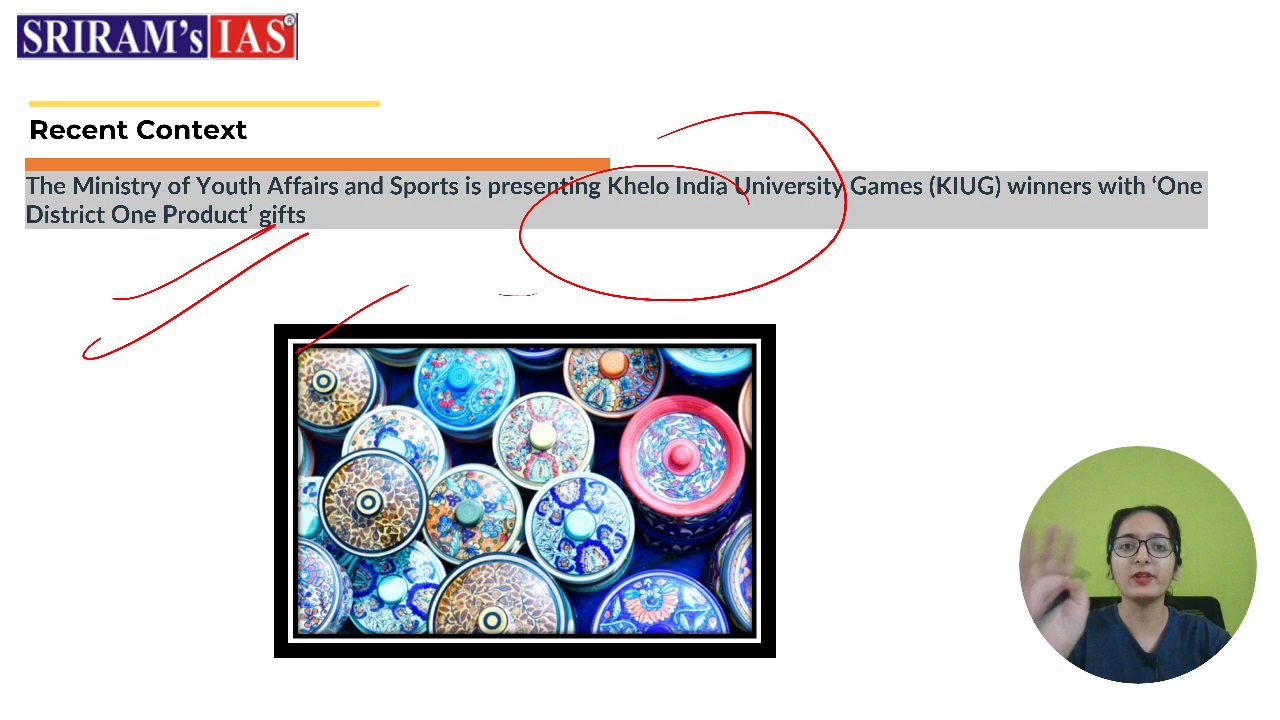 SRIRAM's IAS®
Recent Context
The Ministry of Youth Affairs and Sports is presenting Khelo India University Games (KIUG) winners with ‘One
District One Product’ gifts